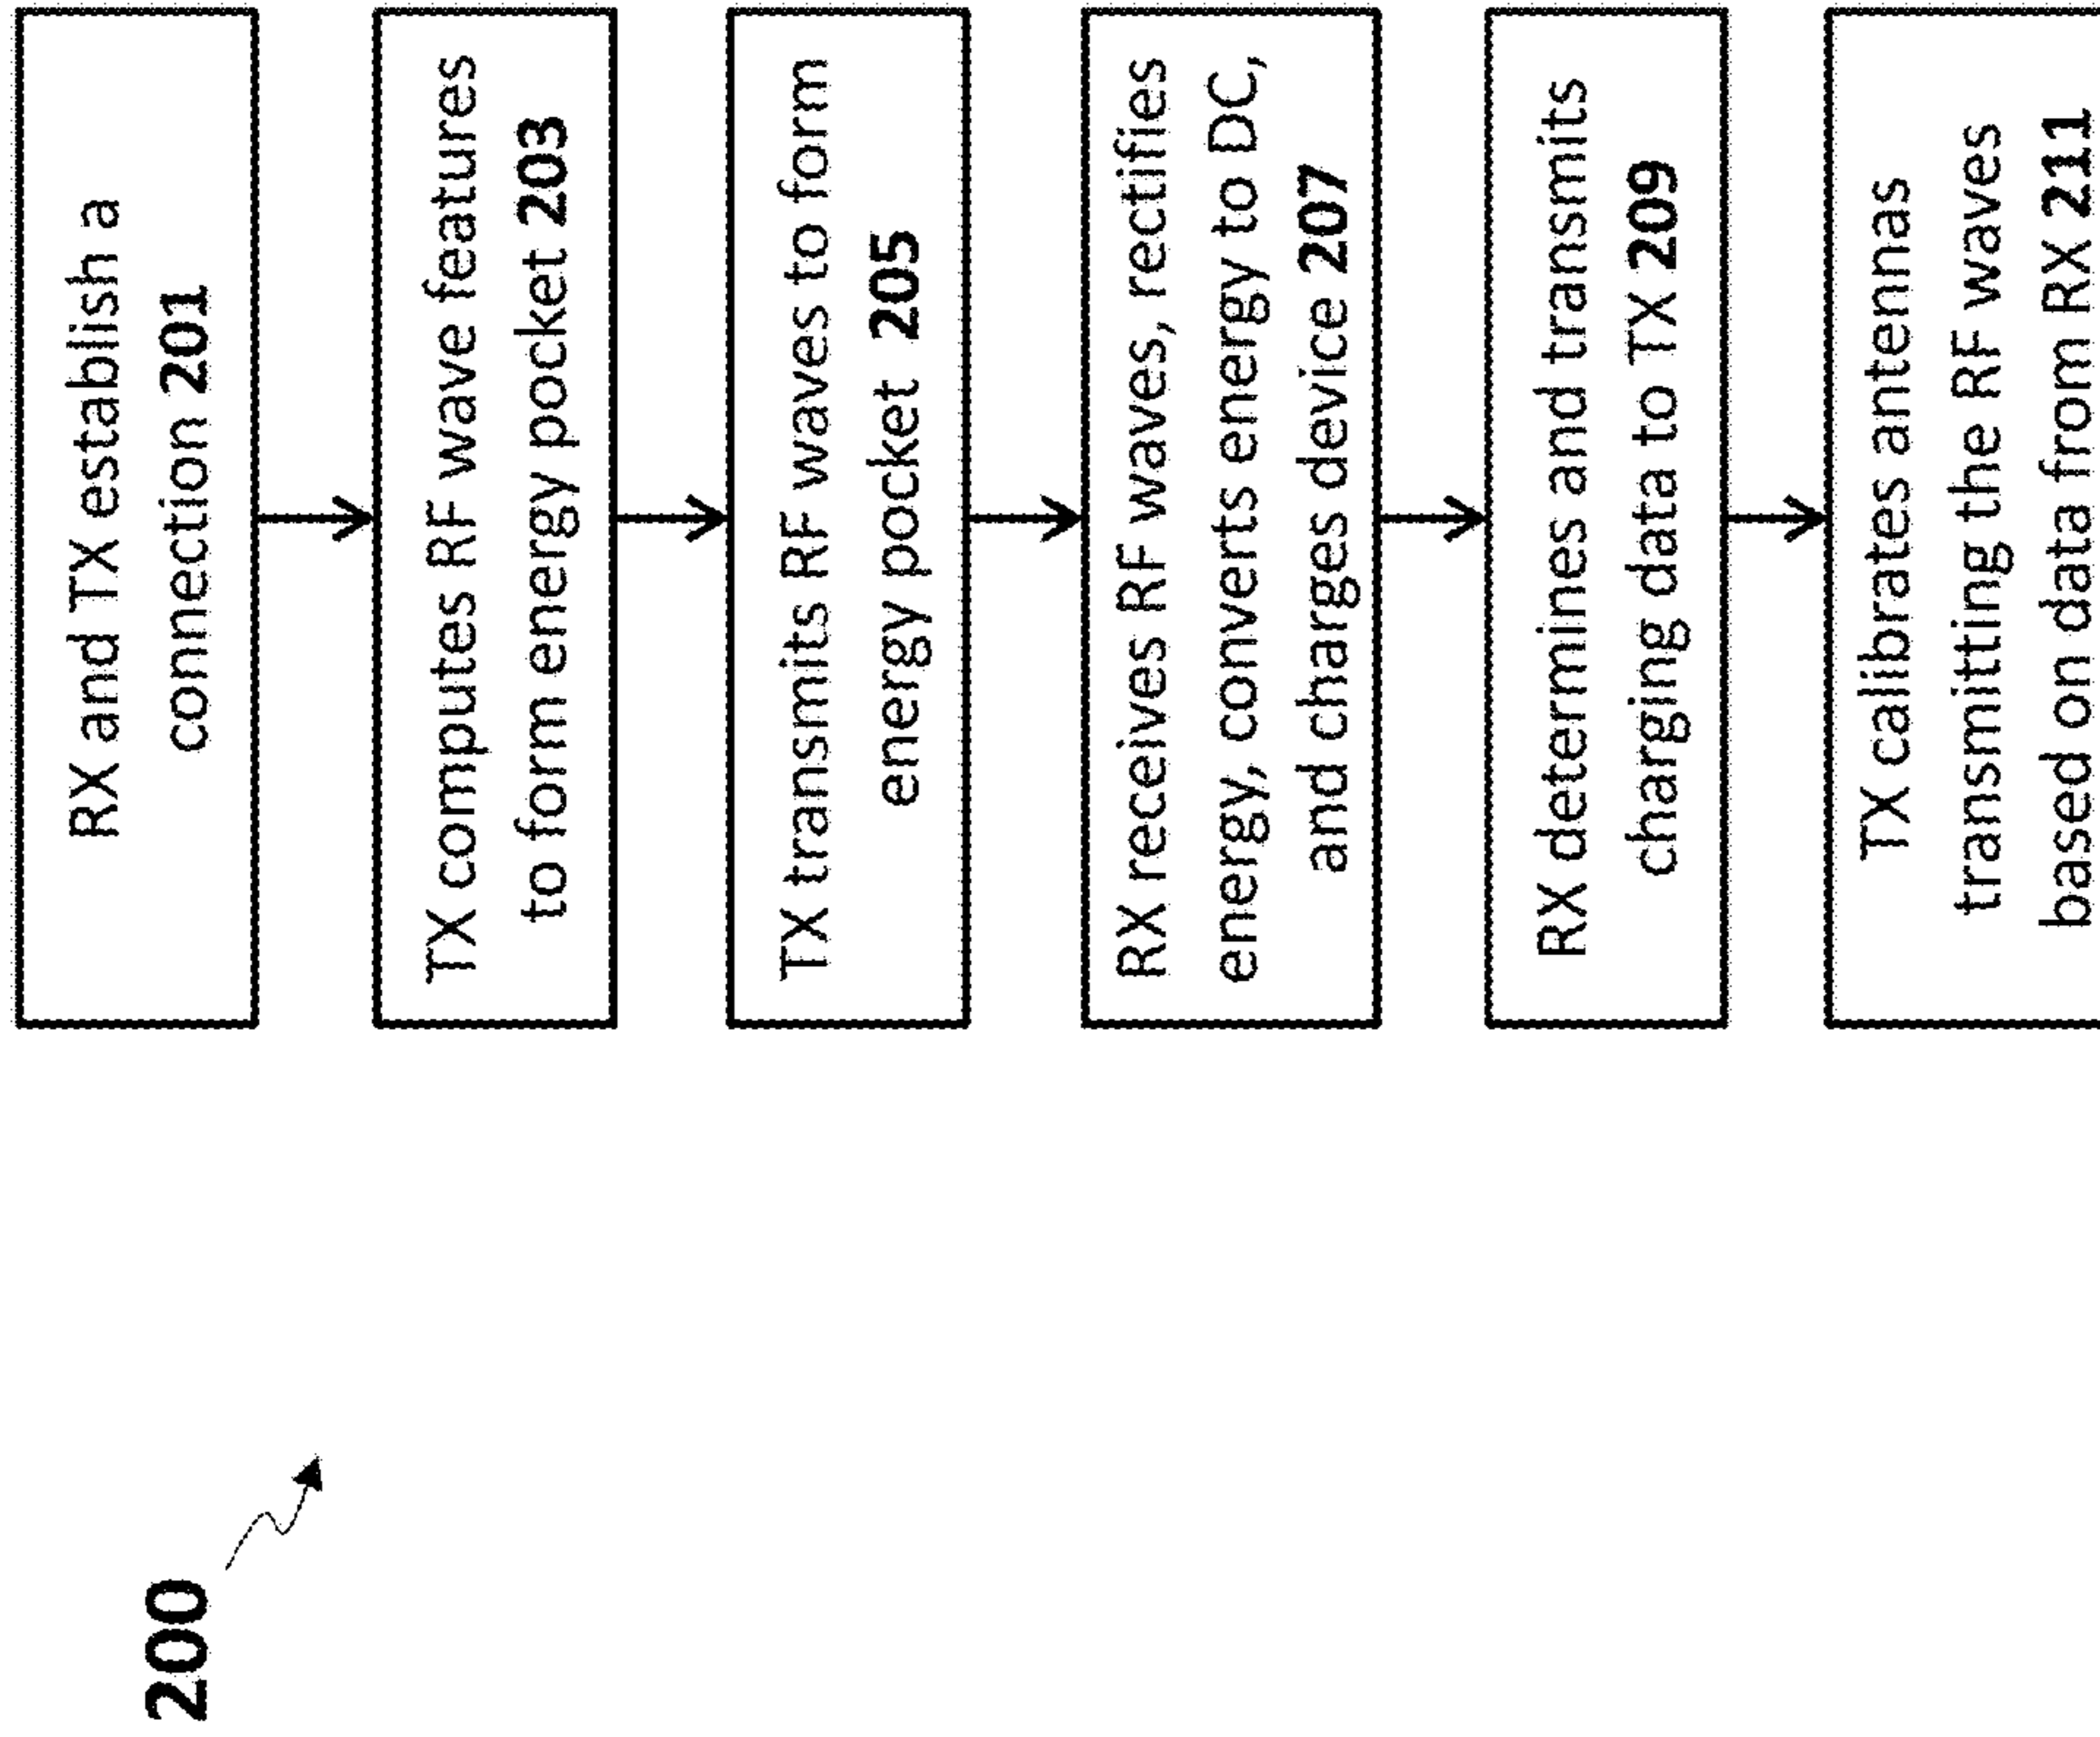 200
RX and TX establish a
connection 201
TX computes RF wave features
to form energy pocket 203
TX transmits RF waves to form
energy pocket 205
RX receives RF waves, rectifies
energy, converts energy to DC,
and charges device 207
RX determines and transmits
charging data to TX 209
TX calibrates antennas
transmitting the RF waves
based on data from RX 211